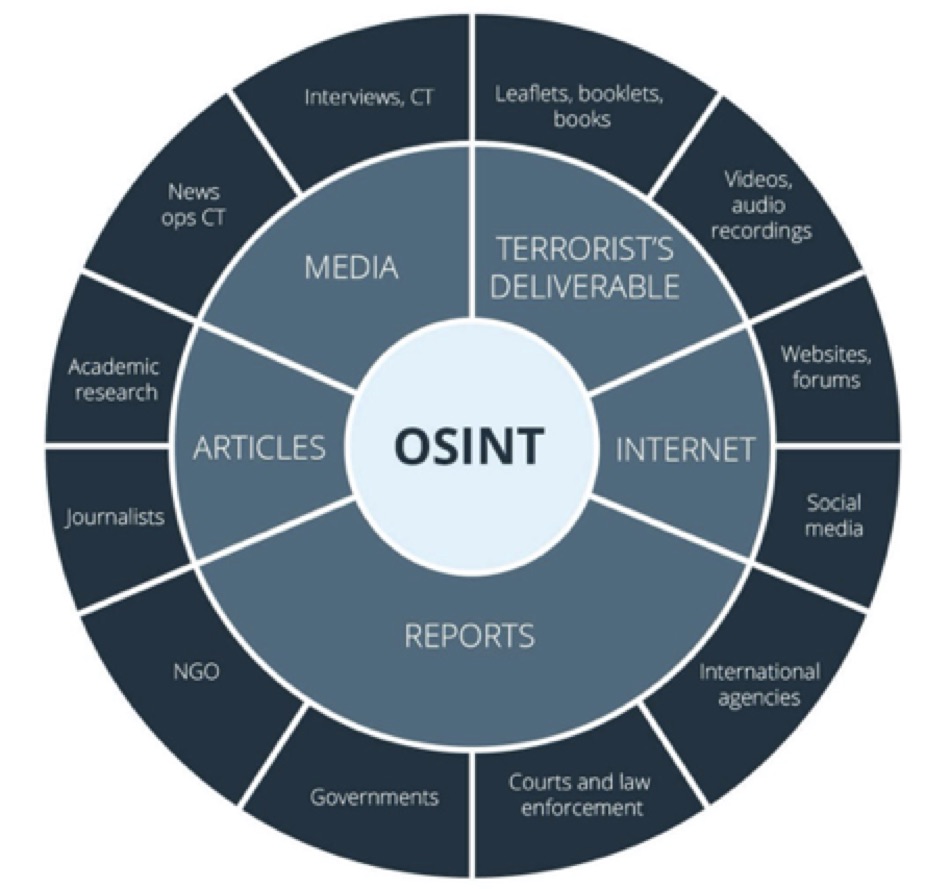 Interviews, CT
Leaflets, booklets,
books
News
ops CT
Videos,
audio
recordings
MEDIA
TERRORIST'S
DELIVERABLE
Academic
research
Websites,
forums
ARTICLES
OSINT
INTERNET
Journalists
Social
media
REPORTS
NGO
International
agencies
Governments
Courts and law
enforcement